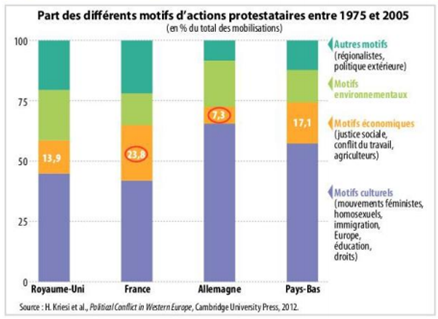 Part des différents motifs d'actions protestataires entre 1975 et 2005
(en % du total des mobilisations)
100
75
50
25
0
13,9
23,8
7,3
17,1
Royaume-Uni
France
Allemagne
Pays-Bas
Autres motifs
(régionalistes,
politique extérieure)
Motifs
environnementaux
Motifs économiques
(justice sociale,
conflit du travail,
agriculteurs)
Motifs culturels
(mouvements féministes,
homosexuels,
immigration,
Europe,
éducation,
droits)
Source : H. Kriesi et al., Political Conflict in Western Europe, Cambridge University Press, 2012.